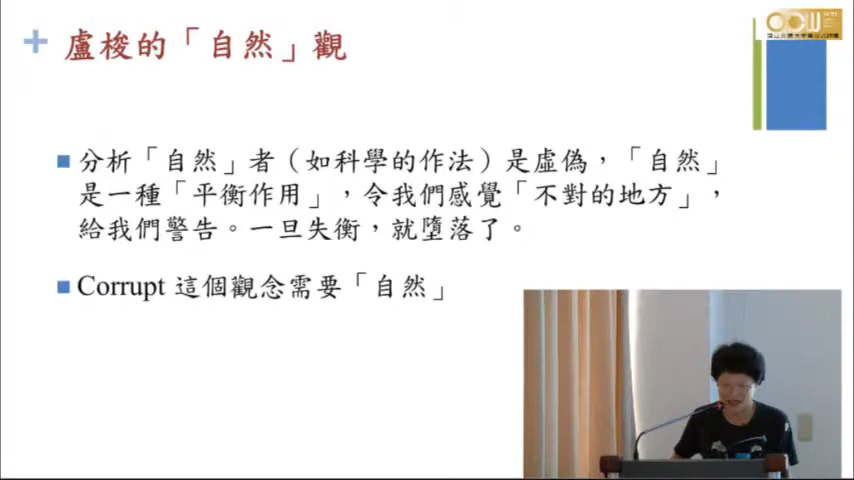 盧梭的「自然」觀
分析「自然」者（如科學的作法）是虛偽，「自然」
是一種「平衡作用」，令我們感覺「不對的地方」，
給我們警告。一旦失衡，就墮落了。
Corrupt 這個觀念需要「自然」
OCW